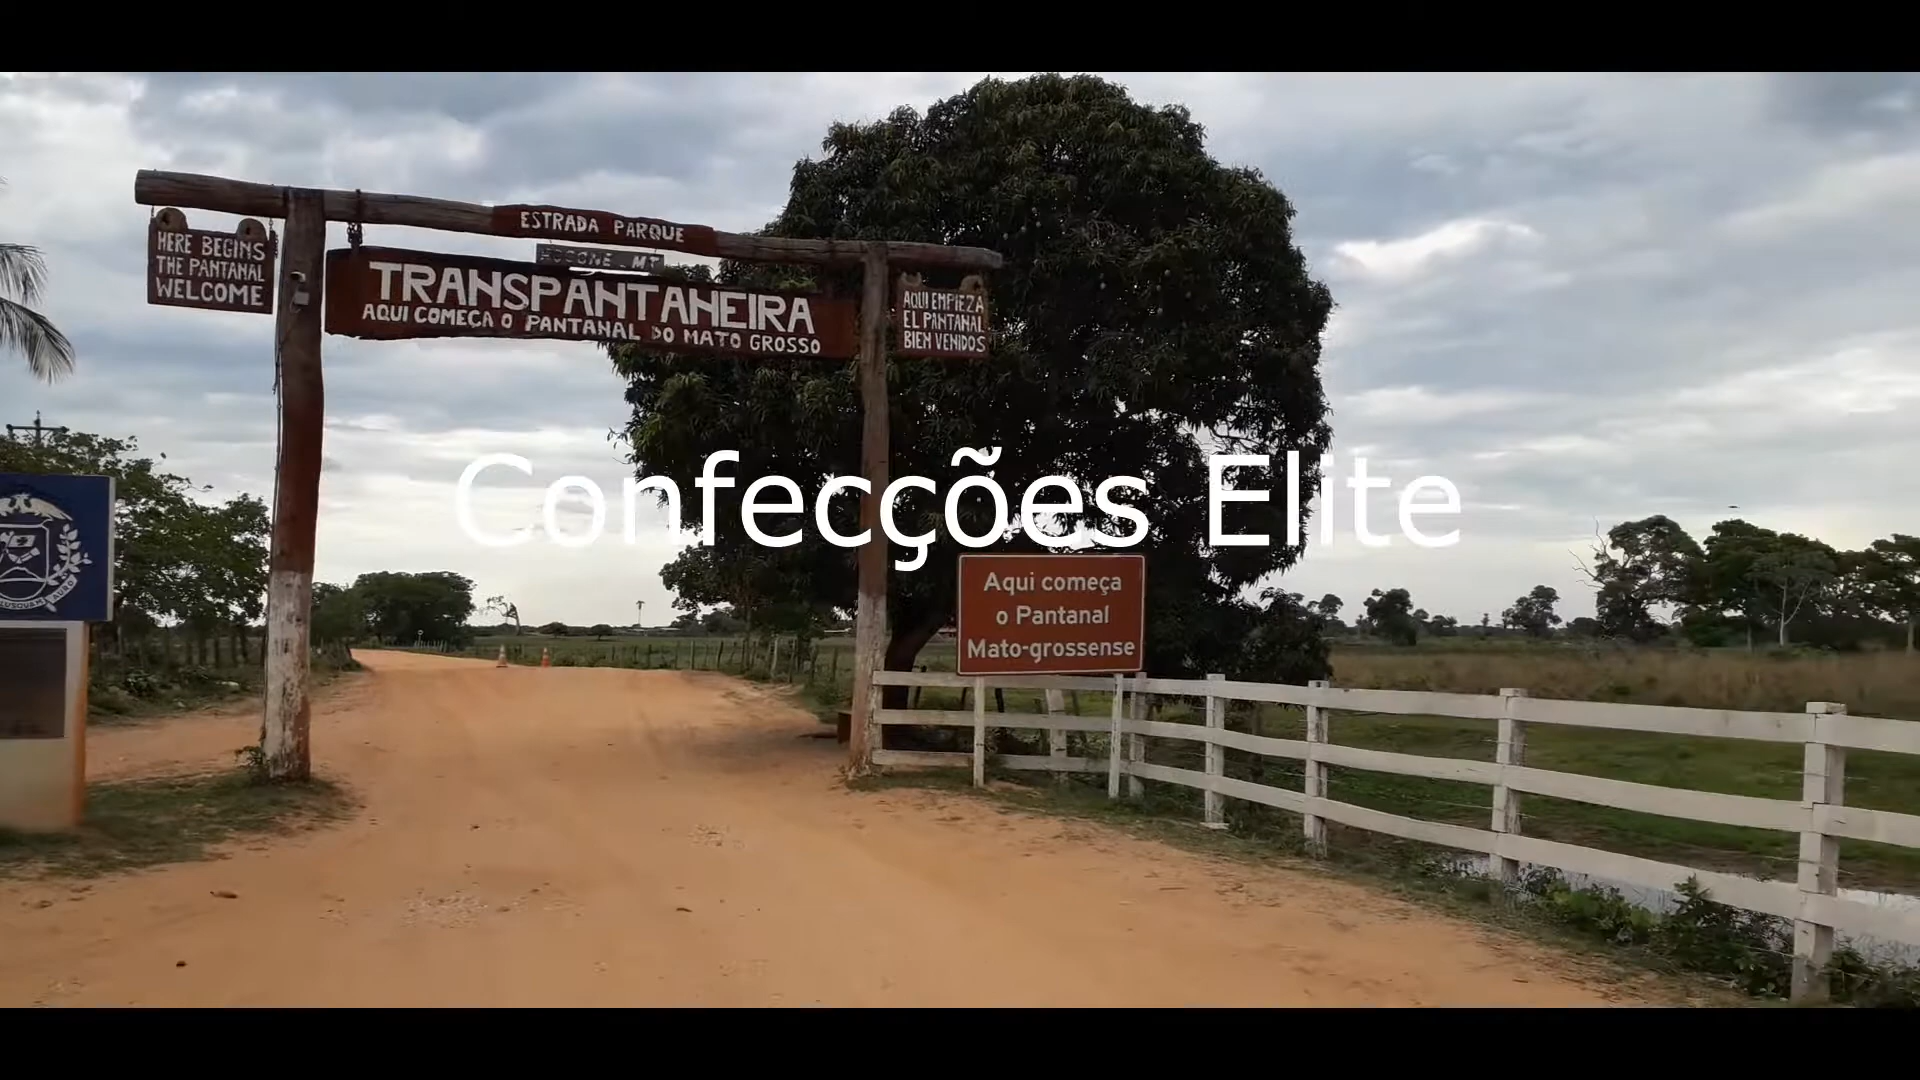 ESTRADA PARQUE
HERE BEGINS
THE PANTANAL
WELCOME
TRANSPANTANEIRA
AQUI COMEÇA O PANTANAL DO MATO GROSSO
AQUI EMPIEZA
EL PANTANAL
BIEN VENIDOS
Confecções Elite
Aqui começa
o Pantanal
Mato-grossense